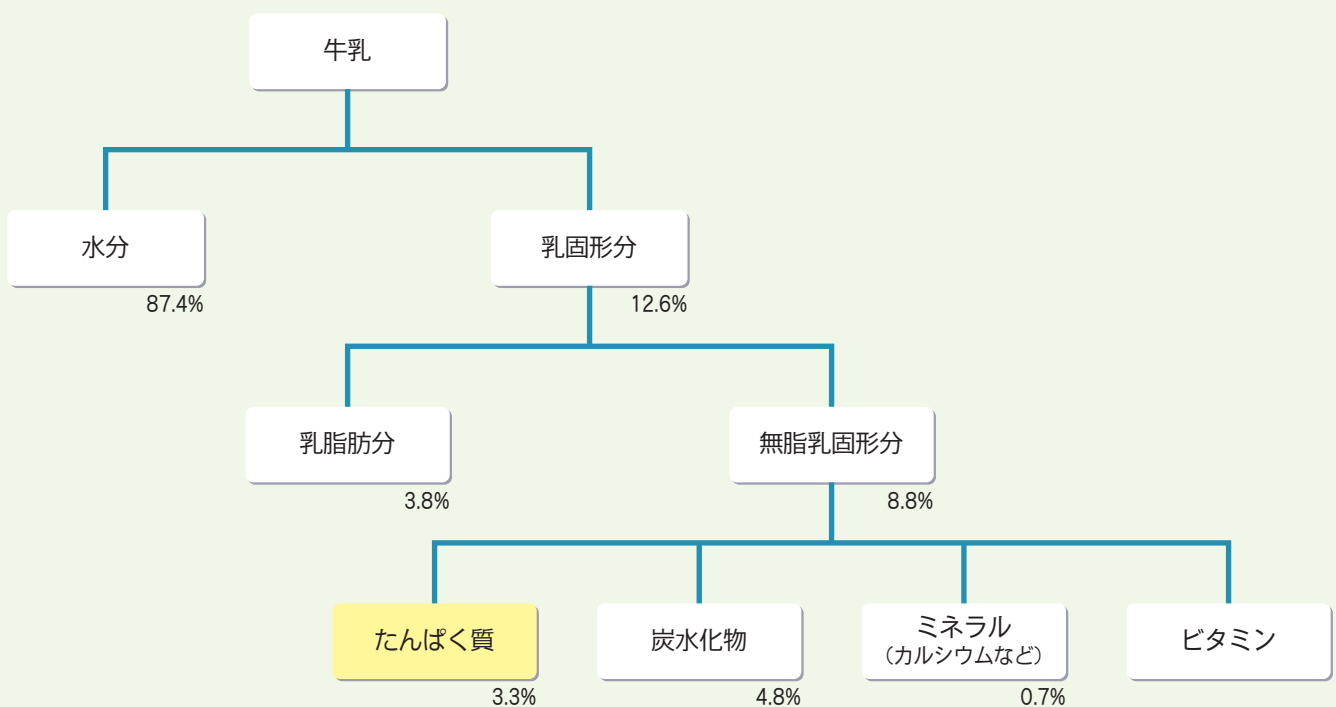 牛乳
水分
87.4%
乳固形分
12.6%
乳脂肪分
3.8%
無脂乳固形分
8.8%
たんぱく質
3.3%
炭水化物
4.8%
ミネラル
（カルシウムなど）
0.7%
ビタミン